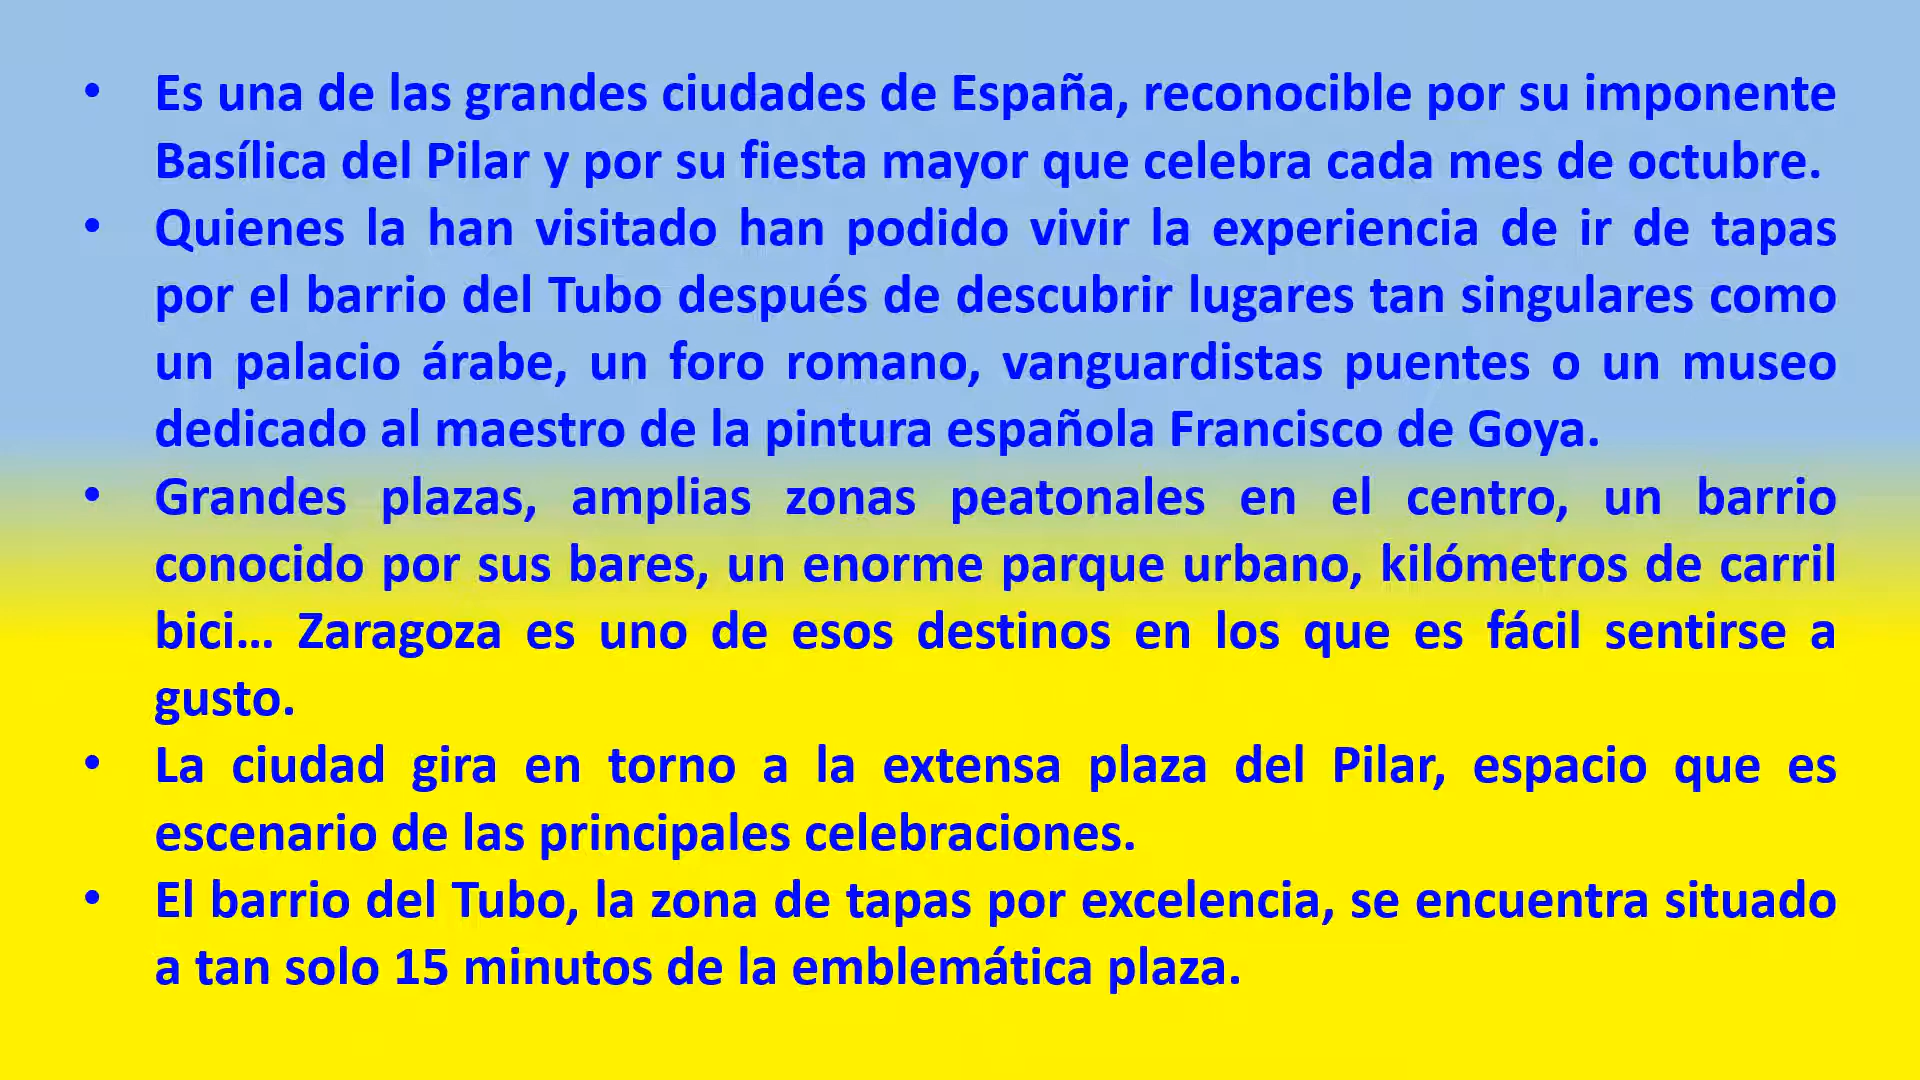 • Es una de las grandes ciudades de España, reconocible por su imponente
Basílica del Pilar y por su fiesta mayor que celebra cada mes de octubre.
• Quienes la han visitado han podido vivir la experiencia de ir de tapas
por el barrio del Tubo después de descubrir lugares tan singulares como
un palacio árabe, un foro romano, vanguardistas puentes o un museo
dedicado al maestro de la pintura española Francisco de Goya.
• Grandes plazas, amplias zonas peatonales en el centro, un barrio
conocido por sus bares, un enorme parque urbano, kilómetros de carril
bici… Zaragoza es uno de esos destinos en los que es fácil sentirse a
gusto.
• La ciudad gira en torno a la extensa plaza del Pilar, espacio que es
escenario de las principales celebraciones.
• El barrio del Tubo, la zona de tapas por excelencia, se encuentra situado
a tan solo 15 minutos de la emblemática plaza.